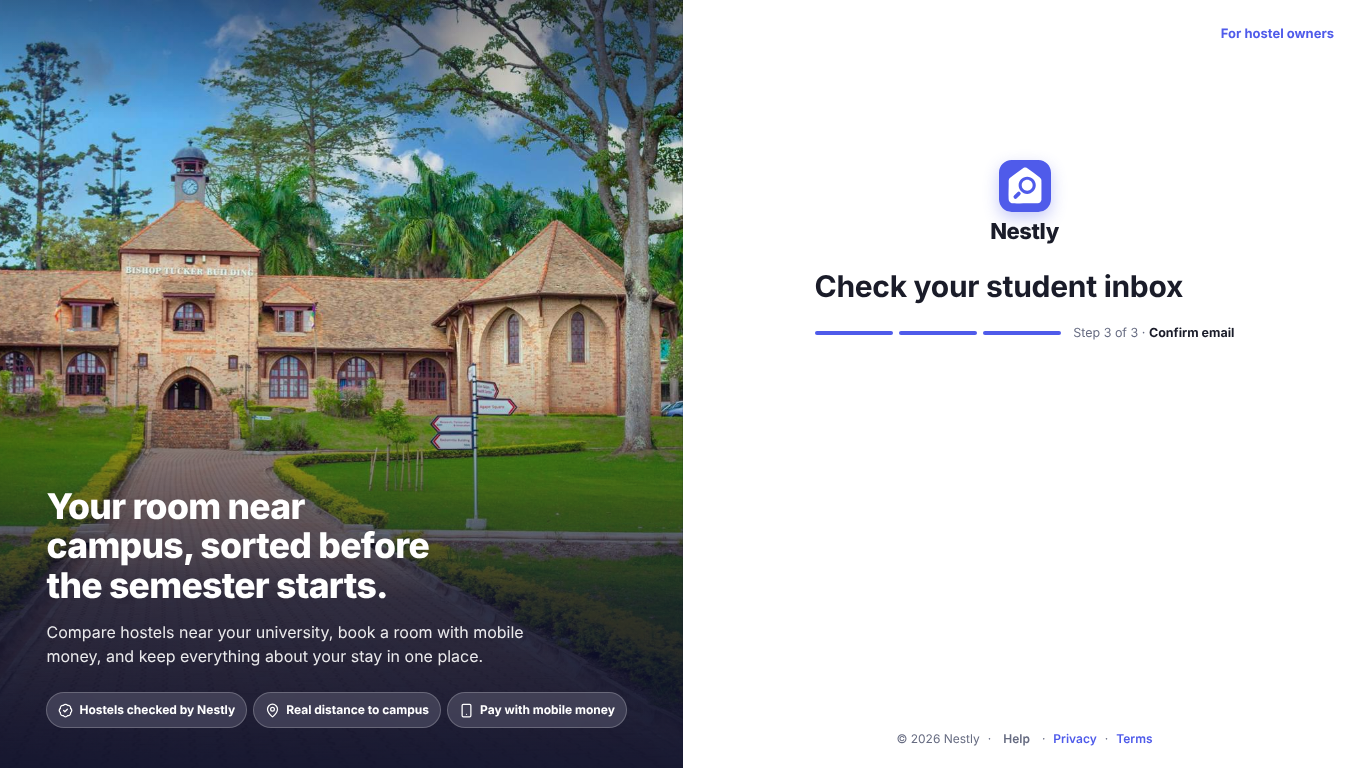 For hostel owners
BISHOP TUCKER BUILDING
Your room near
campus, sorted before
the semester starts.
Compare hostels near your university, book a room with mobile
money, and keep everything about your stay in one place.
Hostels checked by Nestly
Real distance to campus
Pay with mobile money
Nestly
Check your student inbox
Step 3 of 3 · Confirm email
© 2026 Nestly · Help · Privacy · Terms